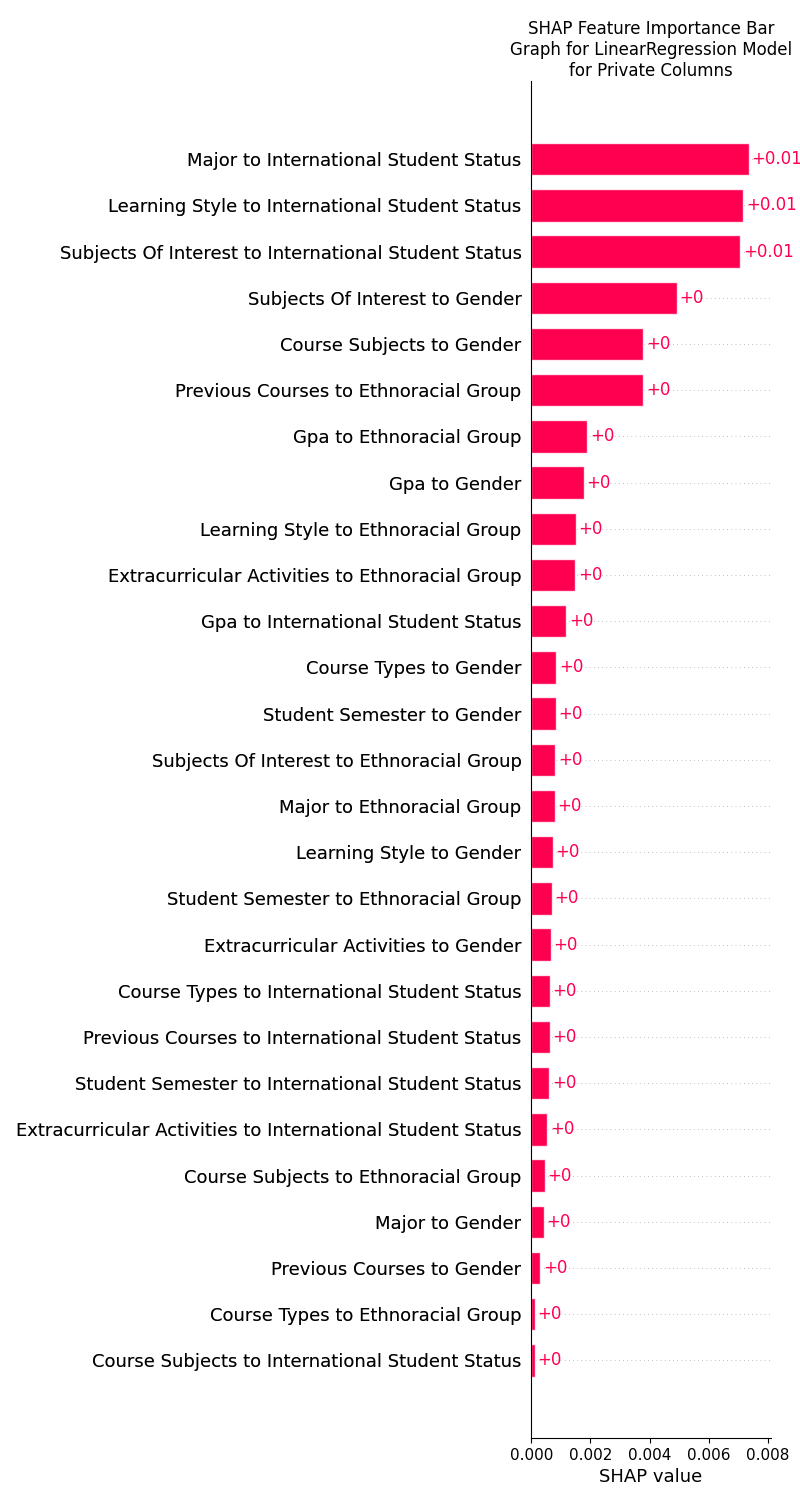 SHAP Feature Importance Bar
Graph for LinearRegression Model
for Private Columns
Major to International Student Status +0.01
Learning Style to International Student Status +0.01
Subjects Of Interest to International Student Status +0.01
Subjects Of Interest to Gender +0
Course Subjects to Gender +0
Previous Courses to Ethnoracial Group +0
Gpa to Ethnoracial Group +0
Gpa to Gender +0
Learning Style to Ethnoracial Group +0
Extracurricular Activities to Ethnoracial Group +0
Gpa to International Student Status +0
Course Types to Gender +0
Student Semester to Gender +0
Subjects Of Interest to Ethnoracial Group +0
Major to Ethnoracial Group +0
Learning Style to Gender +0
Student Semester to Ethnoracial Group +0
Extracurricular Activities to Gender +0
Course Types to International Student Status +0
Previous Courses to International Student Status +0
Student Semester to International Student Status +0
Extracurricular Activities to International Student Status +0
Course Subjects to Ethnoracial Group +0
Major to Gender +0
Previous Courses to Gender +0
Course Types to Ethnoracial Group +0
Course Subjects to International Student Status +0
0.000 0.002 0.004 0.006 0.008
SHAP value